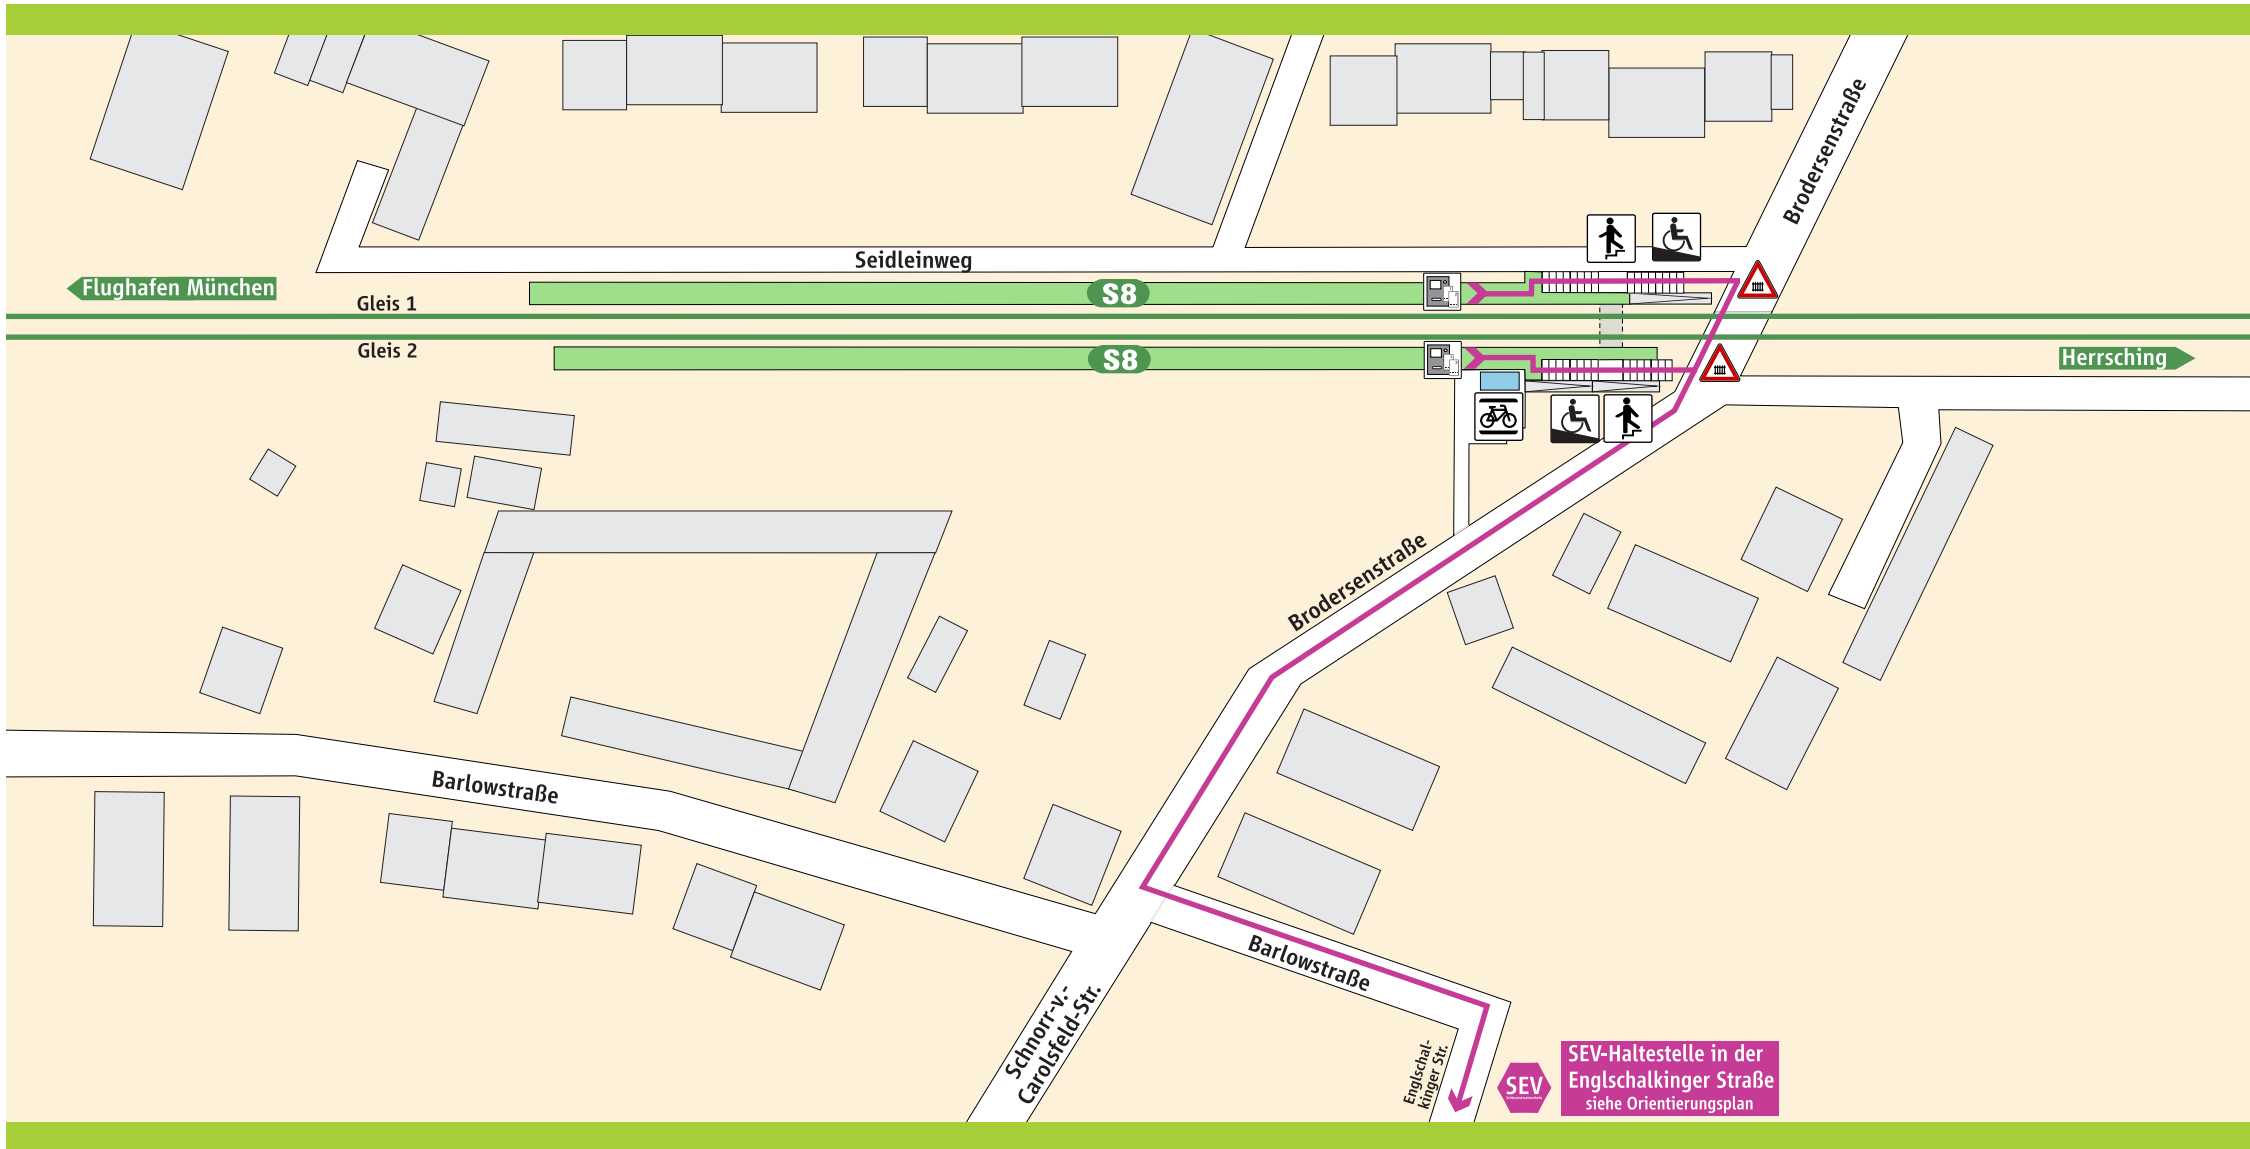 Brodersenstraße
Seidleinweg
Flughafen München
Gleis 1
S8
Gleis 2
S8
Herrsching
Brodersenstraße
Barlowstraße
Barlowstraße
Schnorr-v.-
Carolsfeld-Str.
Englschal-
kinger Str.
SEV
SEV-Haltestelle in der
Englschalkinger Straße
siehe Orientierungsplan